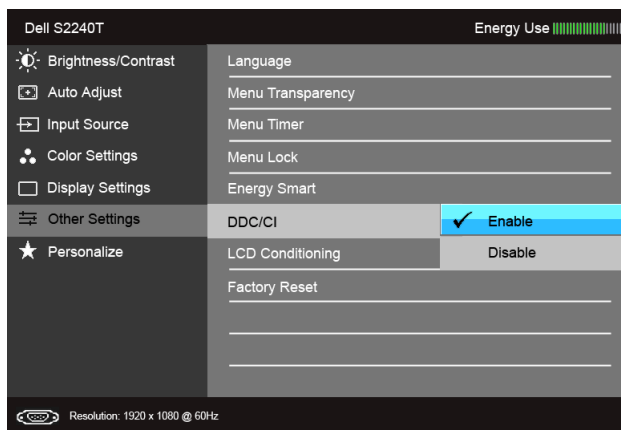 Dell S2240T
Energy Use
Brightness/Contrast
Auto Adjust
Input Source
Color Settings
Display Settings
Other Settings
Personalize
Language
Menu Transparency
Menu Timer
Menu Lock
Energy Smart
DDC/CI
Enable
LCD Conditioning
Disable
Factory Reset
Resolution: 1920 x 1080 @ 60Hz